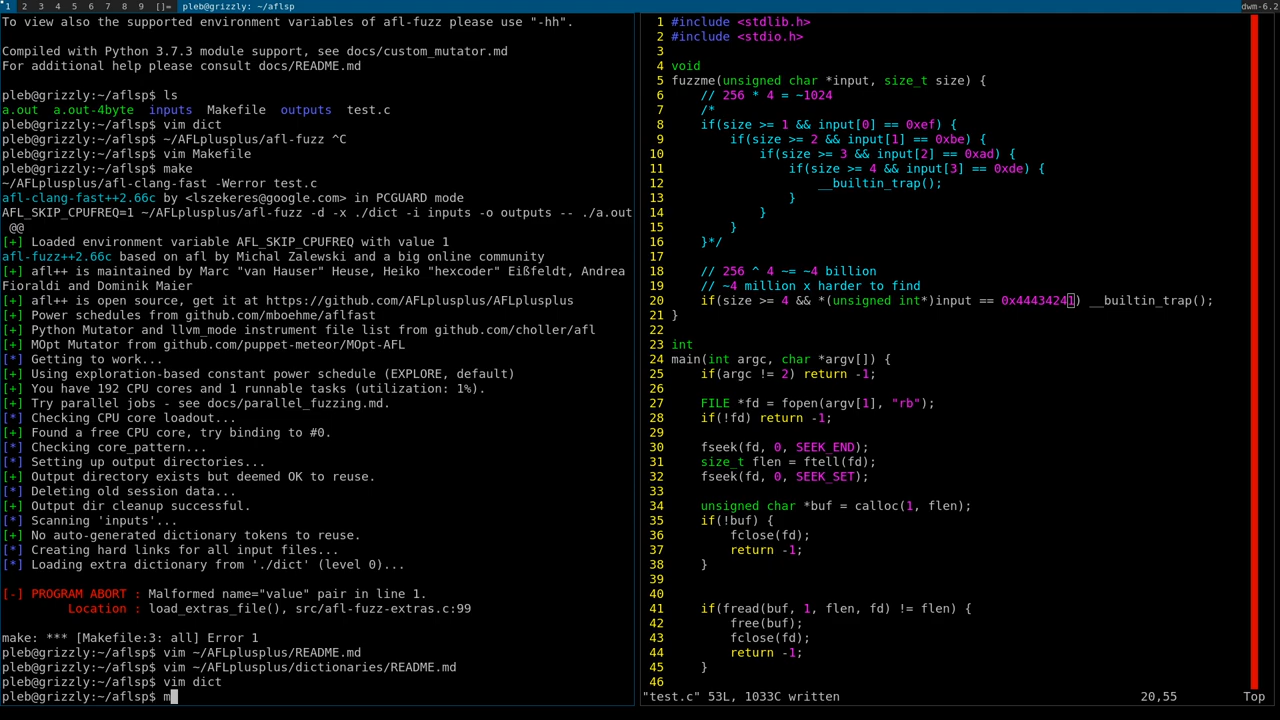 1 2 3 4 5 6 7 8 9 []= pleb@grizzly: ~/aflsp dwm-6.2
To view also the supported environment variables of afl-fuzz please use "-hh".
Compiled with Python 3.7.3 module support, see docs/custom_mutator.md
For additional help please consult docs/README.md
pleb@grizzly:~/aflsp$ ls
a.out a.out-4byte inputs Makefile outputs test.c
pleb@grizzly:~/aflsp$ vim dict
pleb@grizzly:~/aflsp$ ~/AFLplusplus/afl-fuzz ^C
pleb@grizzly:~/aflsp$ vim Makefile
pleb@grizzly:~/aflsp$ make
~/AFLplusplus/afl-clang-fast -Werror test.c
afl-clang-fast++2.66c by <lszekeres@google.com> in PCGUARD mode
AFL_SKIP_CPUFREQ=1 ~/AFLplusplus/afl-fuzz -d -x ./dict -i inputs -o outputs -- ./a.out
@@
[+] Loaded environment variable AFL_SKIP_CPUFREQ with value 1
afl-fuzz++2.66c based on afl by Michal Zalewski and a big online community
[+] afl++ is maintained by Marc "van Hauser" Heuse, Heiko "hexcoder" Eißfeldt, Andrea
Fioraldi and Dominik Maier
[+] afl++ is open source, get it at https://github.com/AFLplusplus/AFLplusplus
[+] Power schedules from github.com/mboehme/aflfast
[+] Python Mutator and llvm_mode instrument file list from github.com/choller/afl
[+] MOpt Mutator from github.com/puppet-meteor/MOpt-AFL
[*] Getting to work...
[+] Using exploration-based constant power schedule (EXPLORE, default)
[+] You have 192 CPU cores and 1 runnable tasks (utilization: 1%).
[+] Try parallel jobs - see docs/parallel_fuzzing.md.
[*] Checking CPU core loadout...
[+] Found a free CPU core, try binding to #0.
[*] Checking core_pattern...
[*] Setting up output directories...
[+] Output directory exists but deemed OK to reuse.
[*] Deleting old session data...
[+] Output dir cleanup successful.
[*] Scanning 'inputs'...
[+] No auto-generated dictionary tokens to reuse.
[*] Creating hard links for all input files...
[*] Loading extra dictionary from './dict' (level 0)...
[-] PROGRAM ABORT : Malformed name="value" pair in line 1.
Location : load_extras_file(), src/afl-fuzz-extras.c:99
make: *** [Makefile:3: all] Error 1
pleb@grizzly:~/aflsp$ vim ~/AFLplusplus/README.md
pleb@grizzly:~/aflsp$ vim ~/AFLplusplus/dictionaries/README.md
pleb@grizzly:~/aflsp$ vim dict
pleb@grizzly:~/aflsp$ m
1 #include <stdlib.h>
2 #include <stdio.h>
3
4 void
5 fuzzme(unsigned char *input, size_t size) {
6 // 256 * 4 = ~1024
7 /*
8 if(size >= 1 && input[0] == 0xef) {
9 if(size >= 2 && input[1] == 0xbe) {
10 if(size >= 3 && input[2] == 0xad) {
11 if(size >= 4 && input[3] == 0xde) {
12 __builtin_trap();
13 }
14 }
15 }
16 }*/
17
18 // 256 ^ 4 ~= ~4 billion
19 // ~4 million x harder to find
20 if(size >= 4 && *(unsigned int*)input == 0x44434241) __builtin_trap();
21 }
22
23 int
24 main(int argc, char *argv[]) {
25 if(argc != 2) return -1;
26
27 FILE *fd = fopen(argv[1], "rb");
28 if(!fd) return -1;
29
30 fseek(fd, 0, SEEK_END);
31 size_t flen = ftell(fd);
32 fseek(fd, 0, SEEK_SET);
33
34 unsigned char *buf = calloc(1, flen);
35 if(!buf) {
36 fclose(fd);
37 return -1;
38 }
39
40
41 if(fread(buf, 1, flen, fd) != flen) {
42 free(buf);
43 fclose(fd);
44 return -1;
45 }
46
"test.c" 53L, 1033C written 20,55 Top